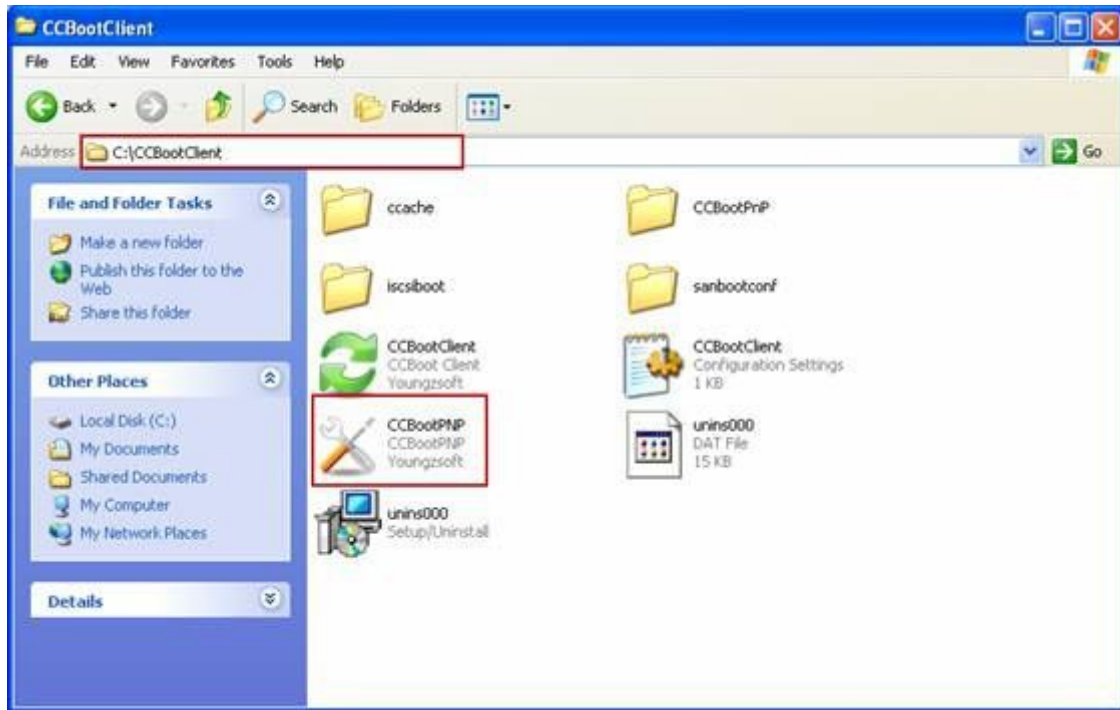 CCBootClient
File Edit View Favorites Tools Help
Back Search Folders
Address C:\CCBootClient Go
File and Folder Tasks
Make a new folder
Publish this folder to the
Web
Share this folder
Other Places
Local Disk (C:)
My Documents
Shared Documents
My Computer
My Network Places
Details
ccache
CCBootPnP
iscsiboot
sanbootconf
CCBootClient
CCBoot Client
Youngzsoft
CCBootClient
Configuration Settings
1 KB
CCBootPNP
CCBootPNP
Youngzsoft
unins000
DAT File
15 KB
unins000
Setup/Uninstall